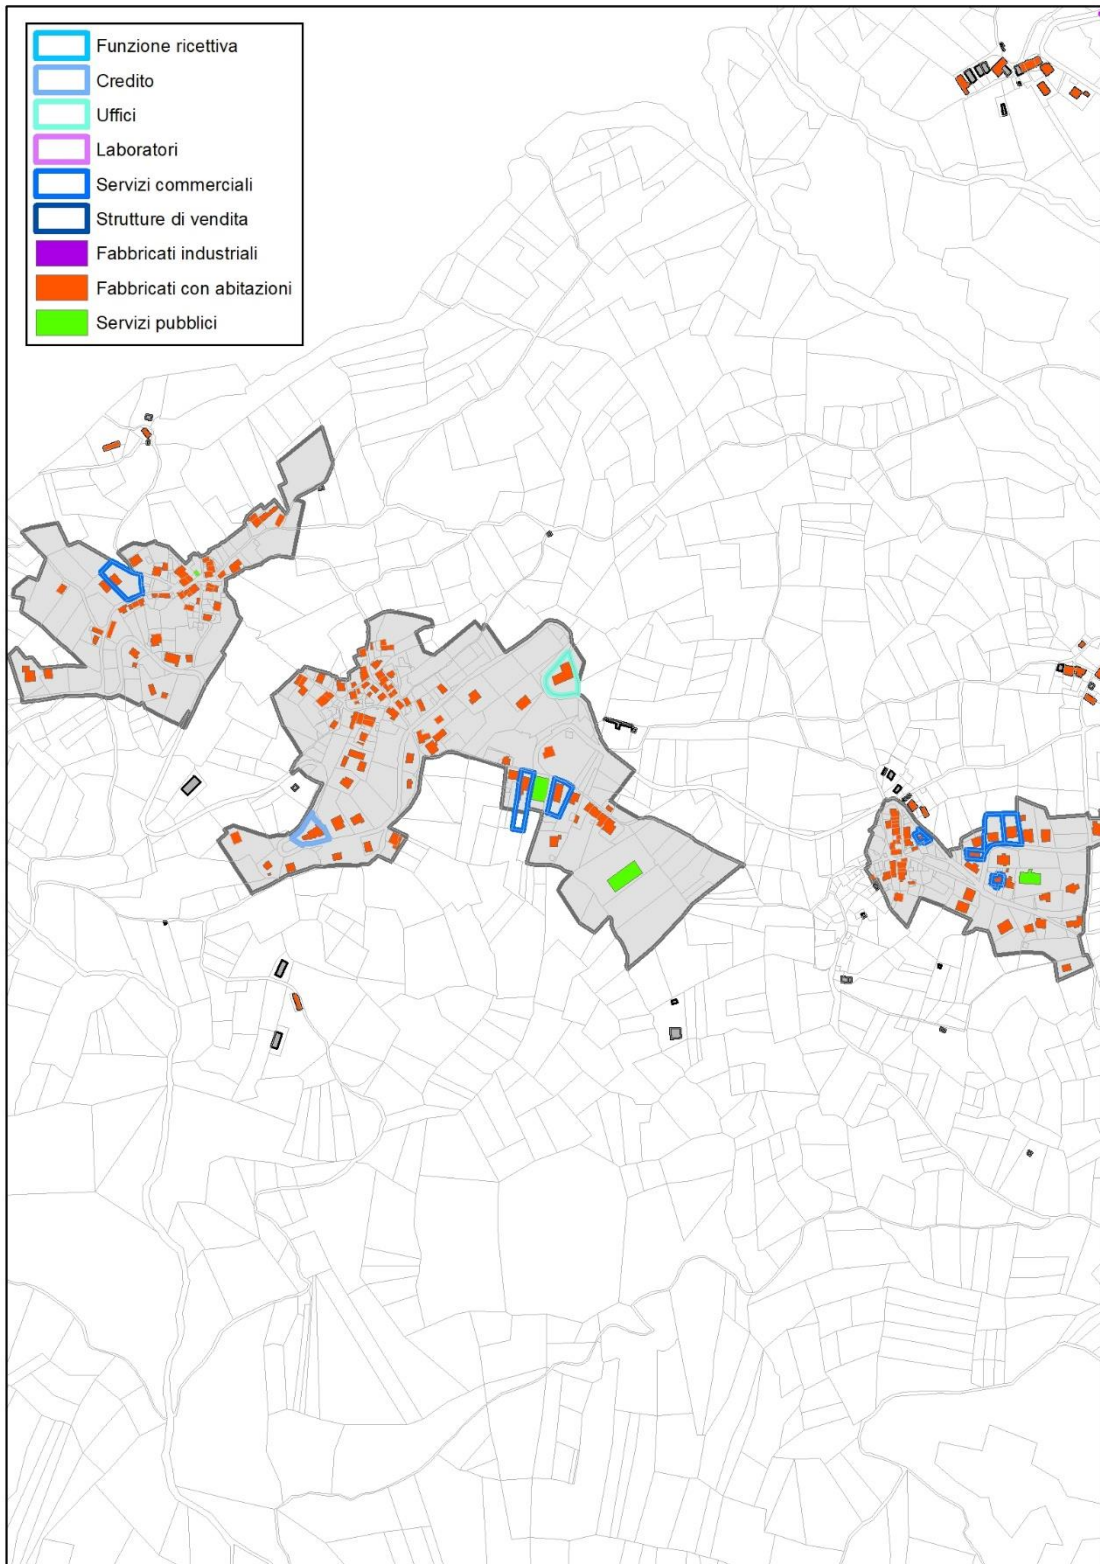 Funzione ricettiva
Credito
Uffici
Laboratori
Servizi commerciali
Strutture di vendita
Fabbricati industriali
Fabbricati con abitazioni
Servizi pubblici